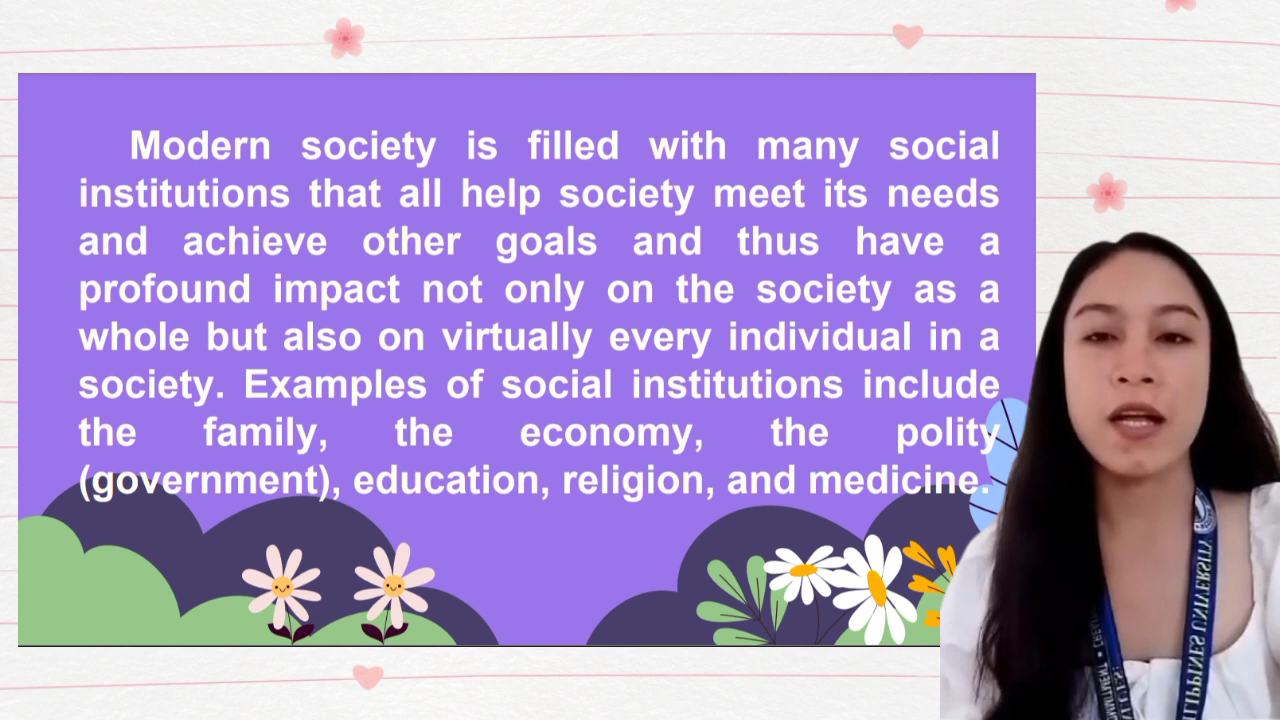 Modern society is filled with many social
institutions that all help society meet its needs
and achieve other goals and thus have a
profound impact not only on the society as a
whole but also on virtually every individual in a
society. Examples of social institutions include
the family, the economy, the polity
(government), education, religion, and medicine.
UNIVERSITY